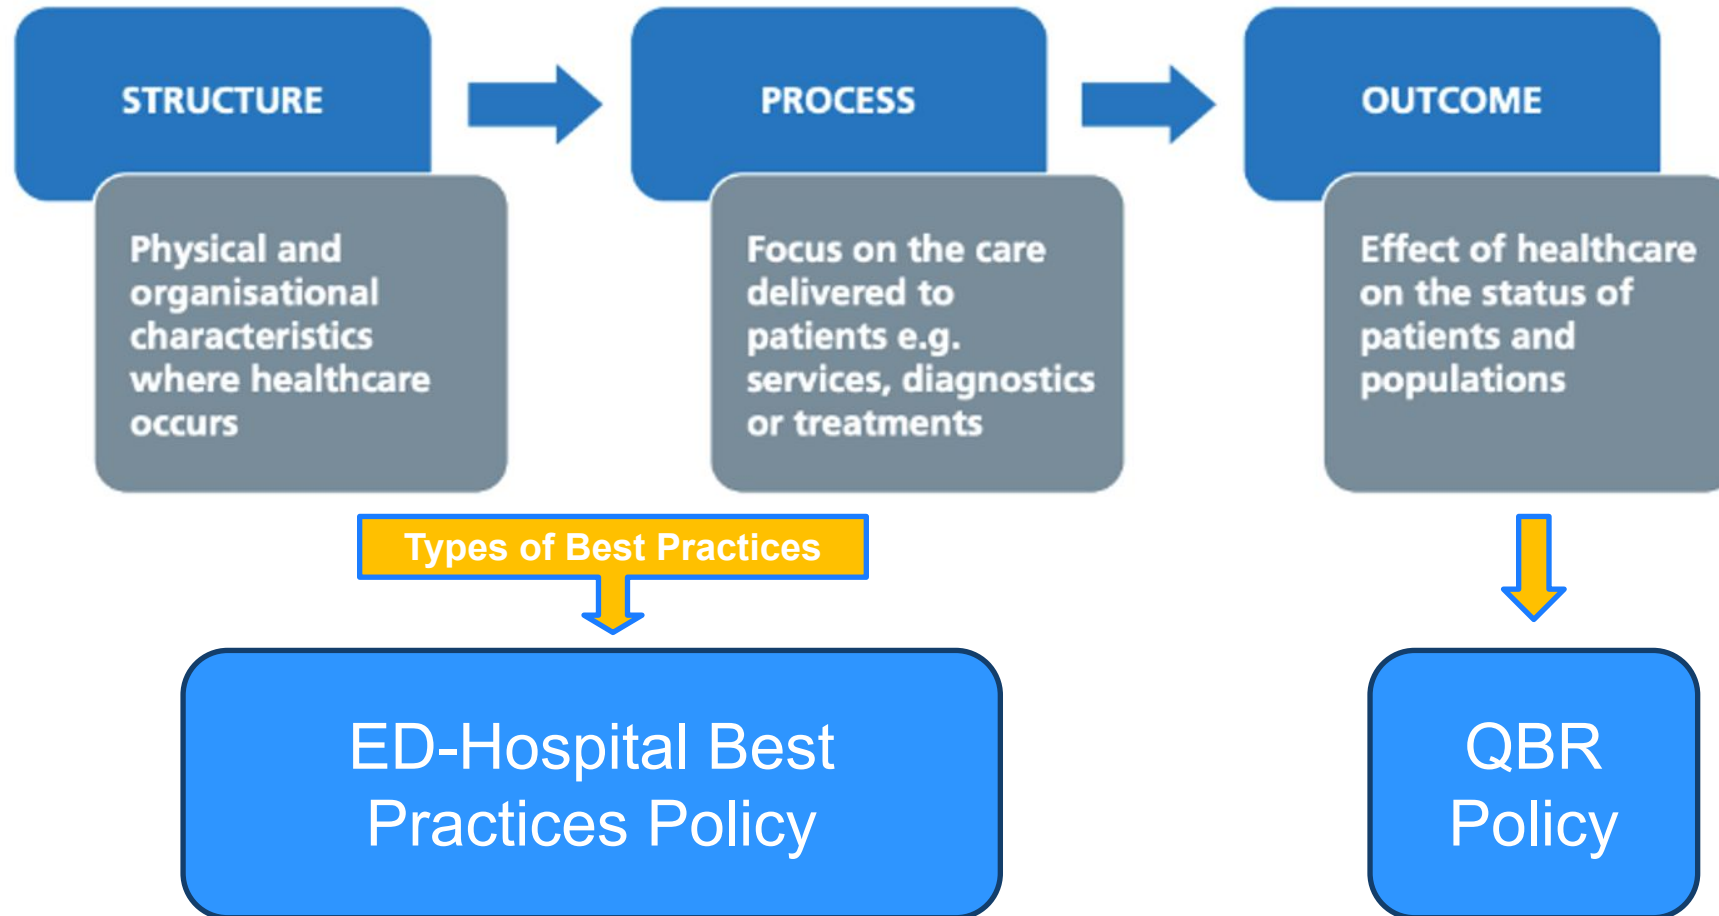 STRUCTURE
Physical and
organisational
characteristics
where healthcare
occurs
PROCESS
Focus on the care
delivered to
patients e.g.
services, diagnostics
or treatments
OUTCOME
Effect of healthcare
on the status of
patients and
populations
Types of Best Practices
ED-Hospital Best
Practices Policy
QBR
Policy